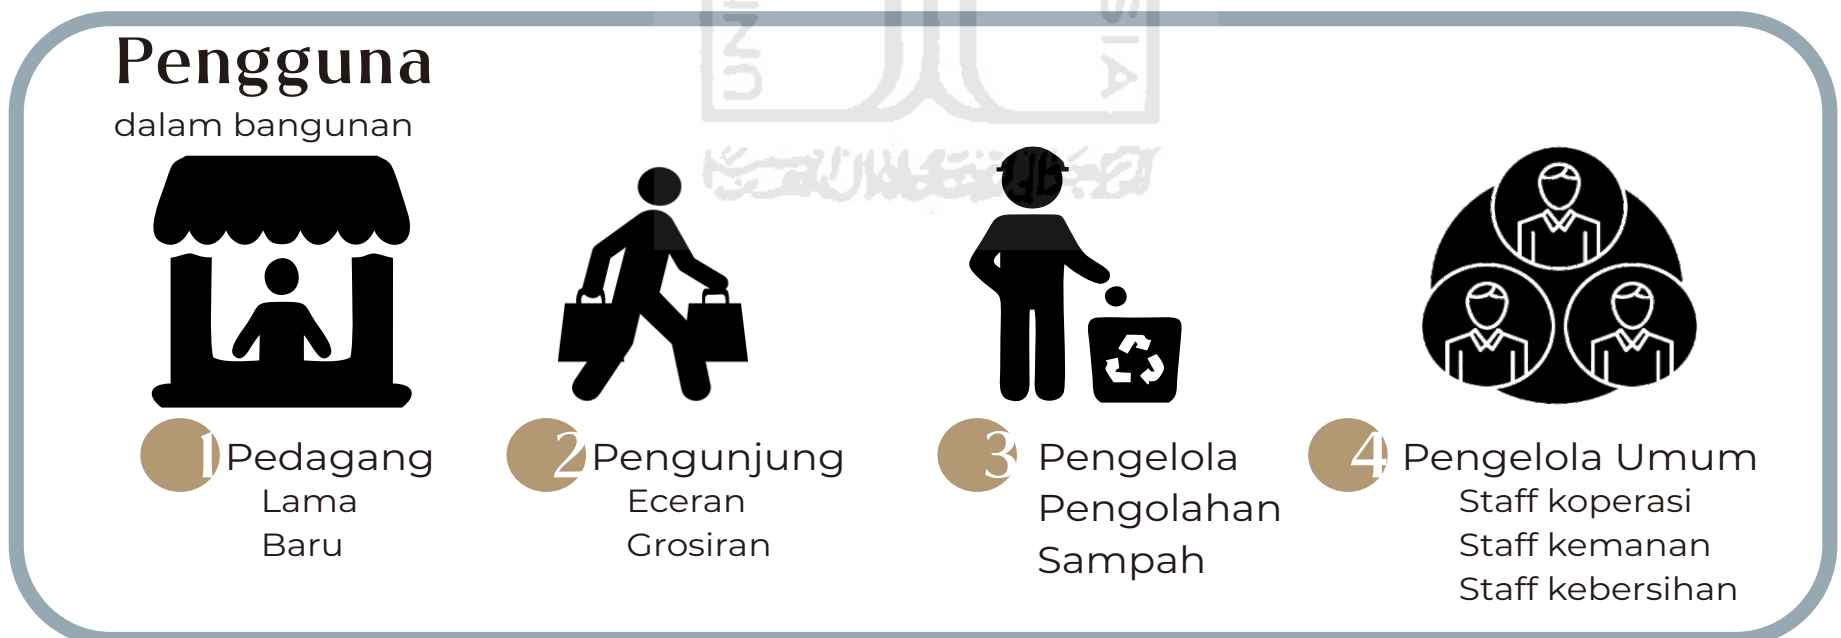 Pengguna
dalam bangunan
1 Pedagang
Lama
Baru
2 Pengunjung
Eceran
Grosiran
3 Pengelola
Pengolahan
Sampah
4 Pengelola Umum
Staff koperasi
Staff kemanan
Staff kebersihan